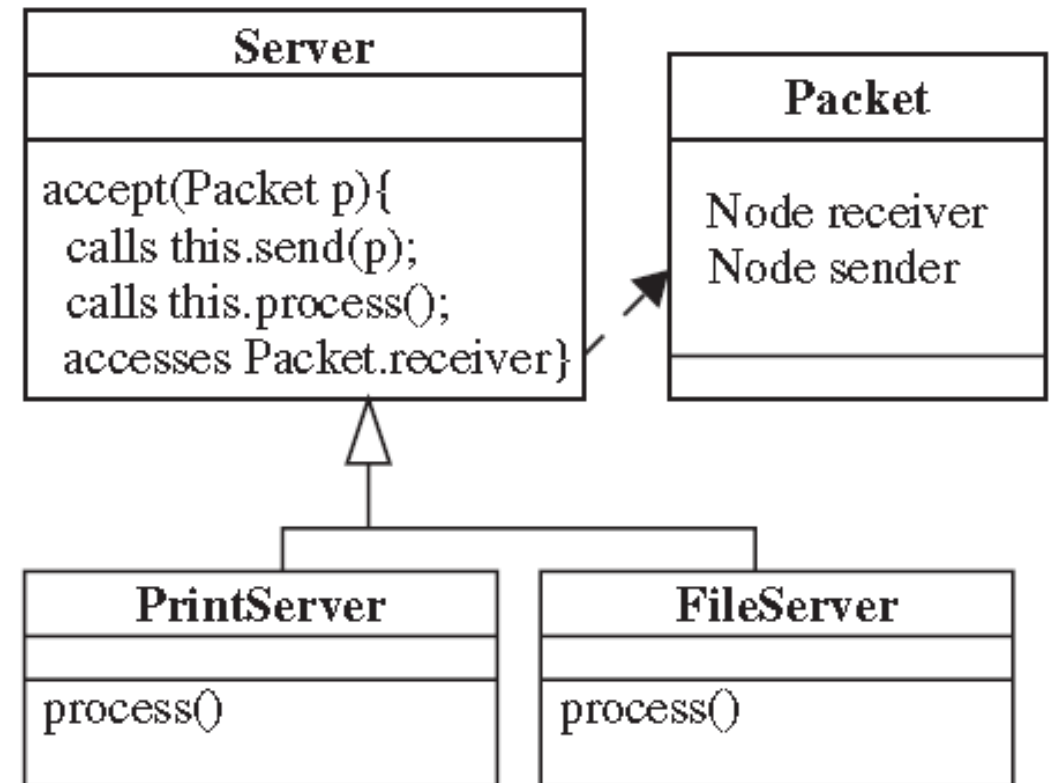 Server
accept(Packet p){
calls this.send(p);
calls this.process();
accesses Packet.receiver}
Packet
Node receiver
Node sender
PrintServer
process()
FileServer
process()